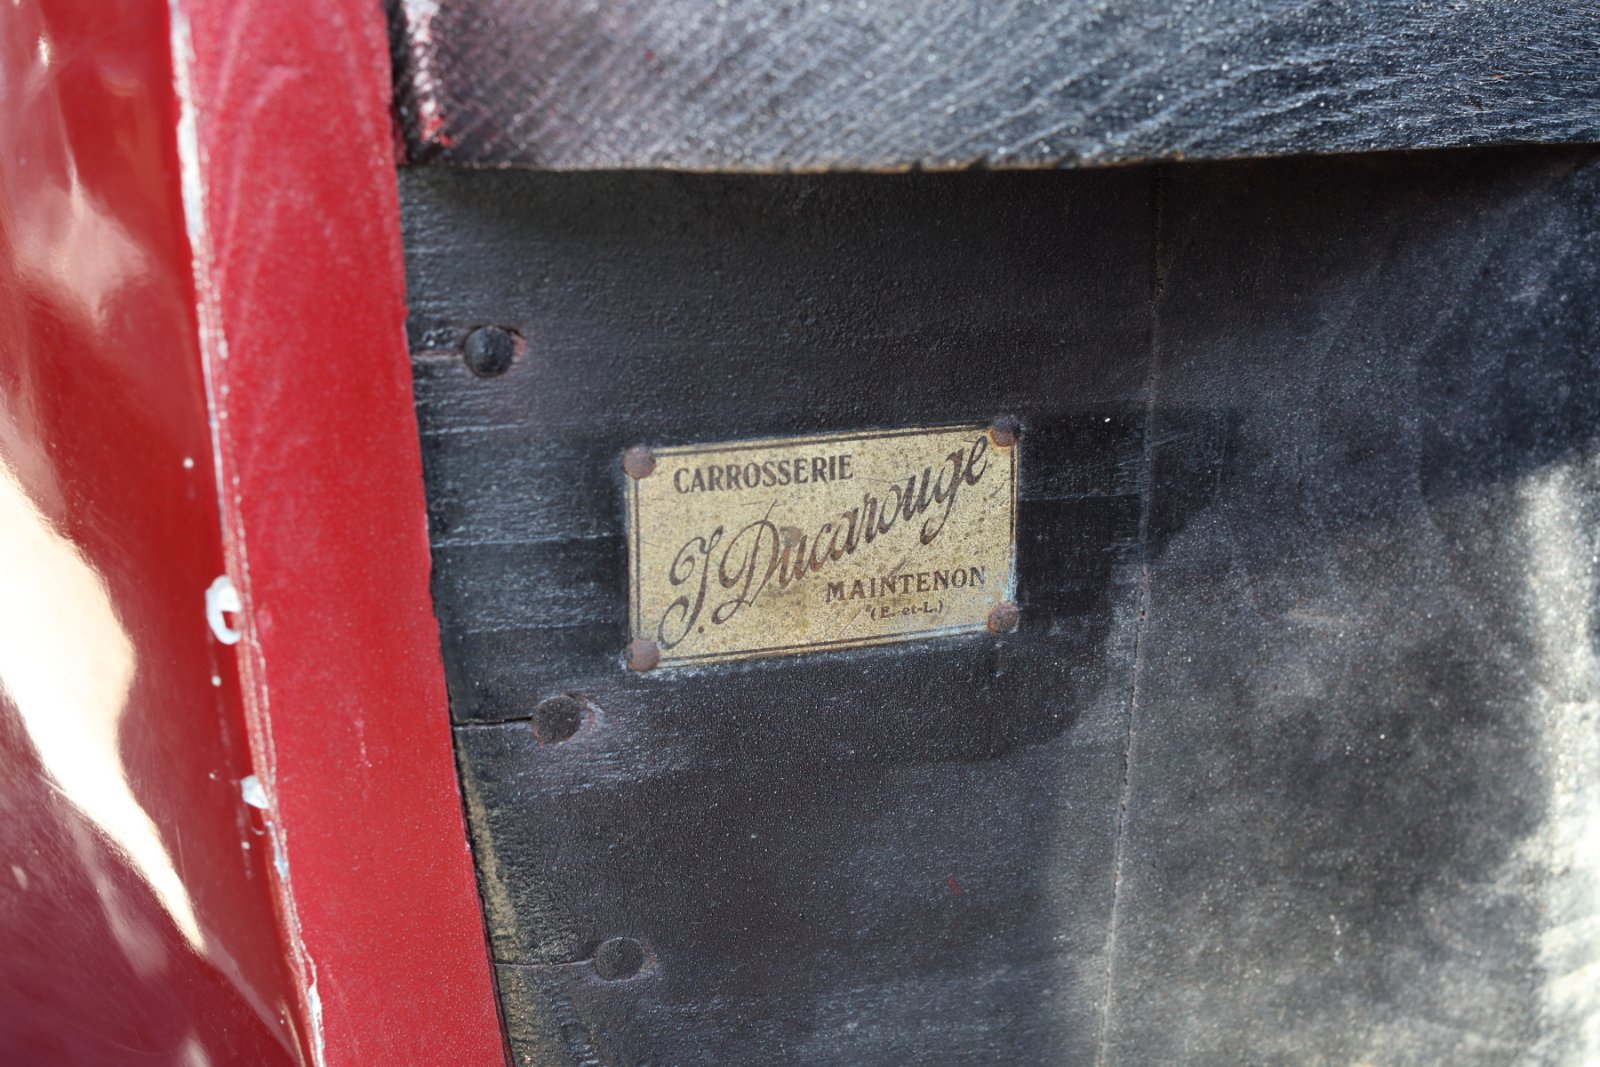 CARROSSERIE
J. Ducarouge
MAINTENON
(E.-et-L.)